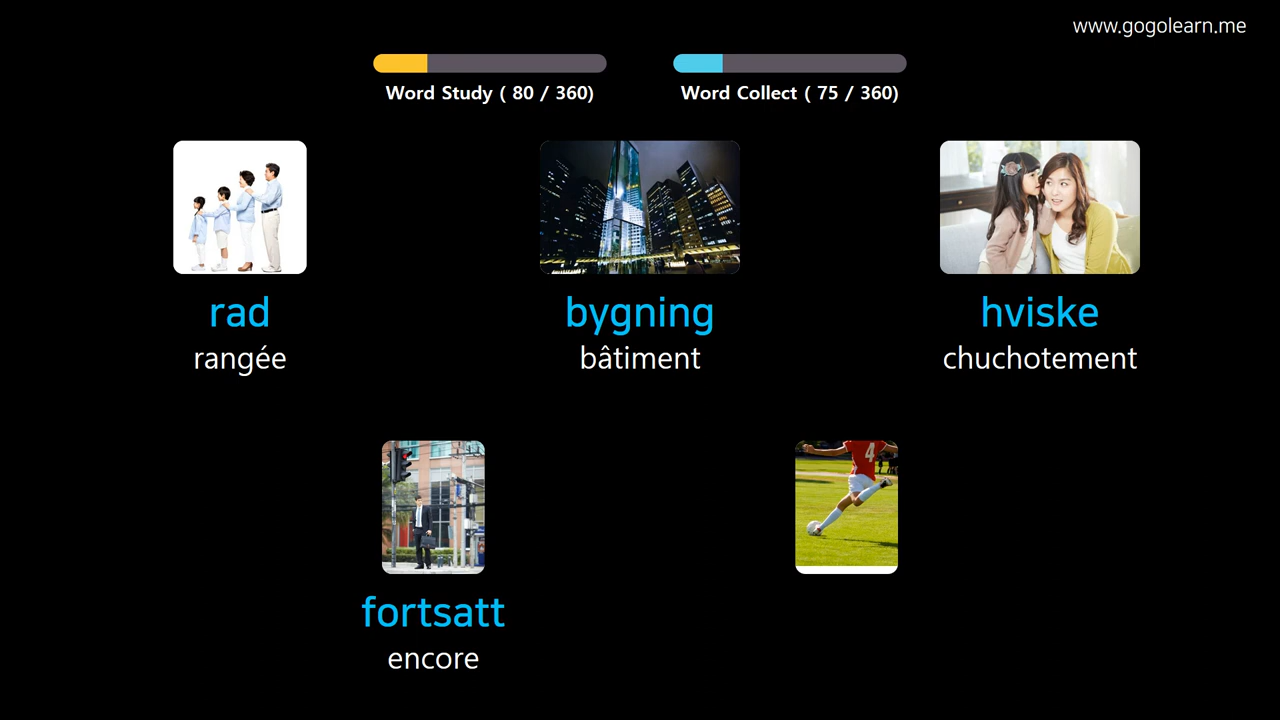 www.gogolearn.me
Word Study ( 80 / 360)
Word Collect ( 75 / 360)
rad
rangée
bygning
bâtiment
hviske
chuchotement
4
fortsatt
encore